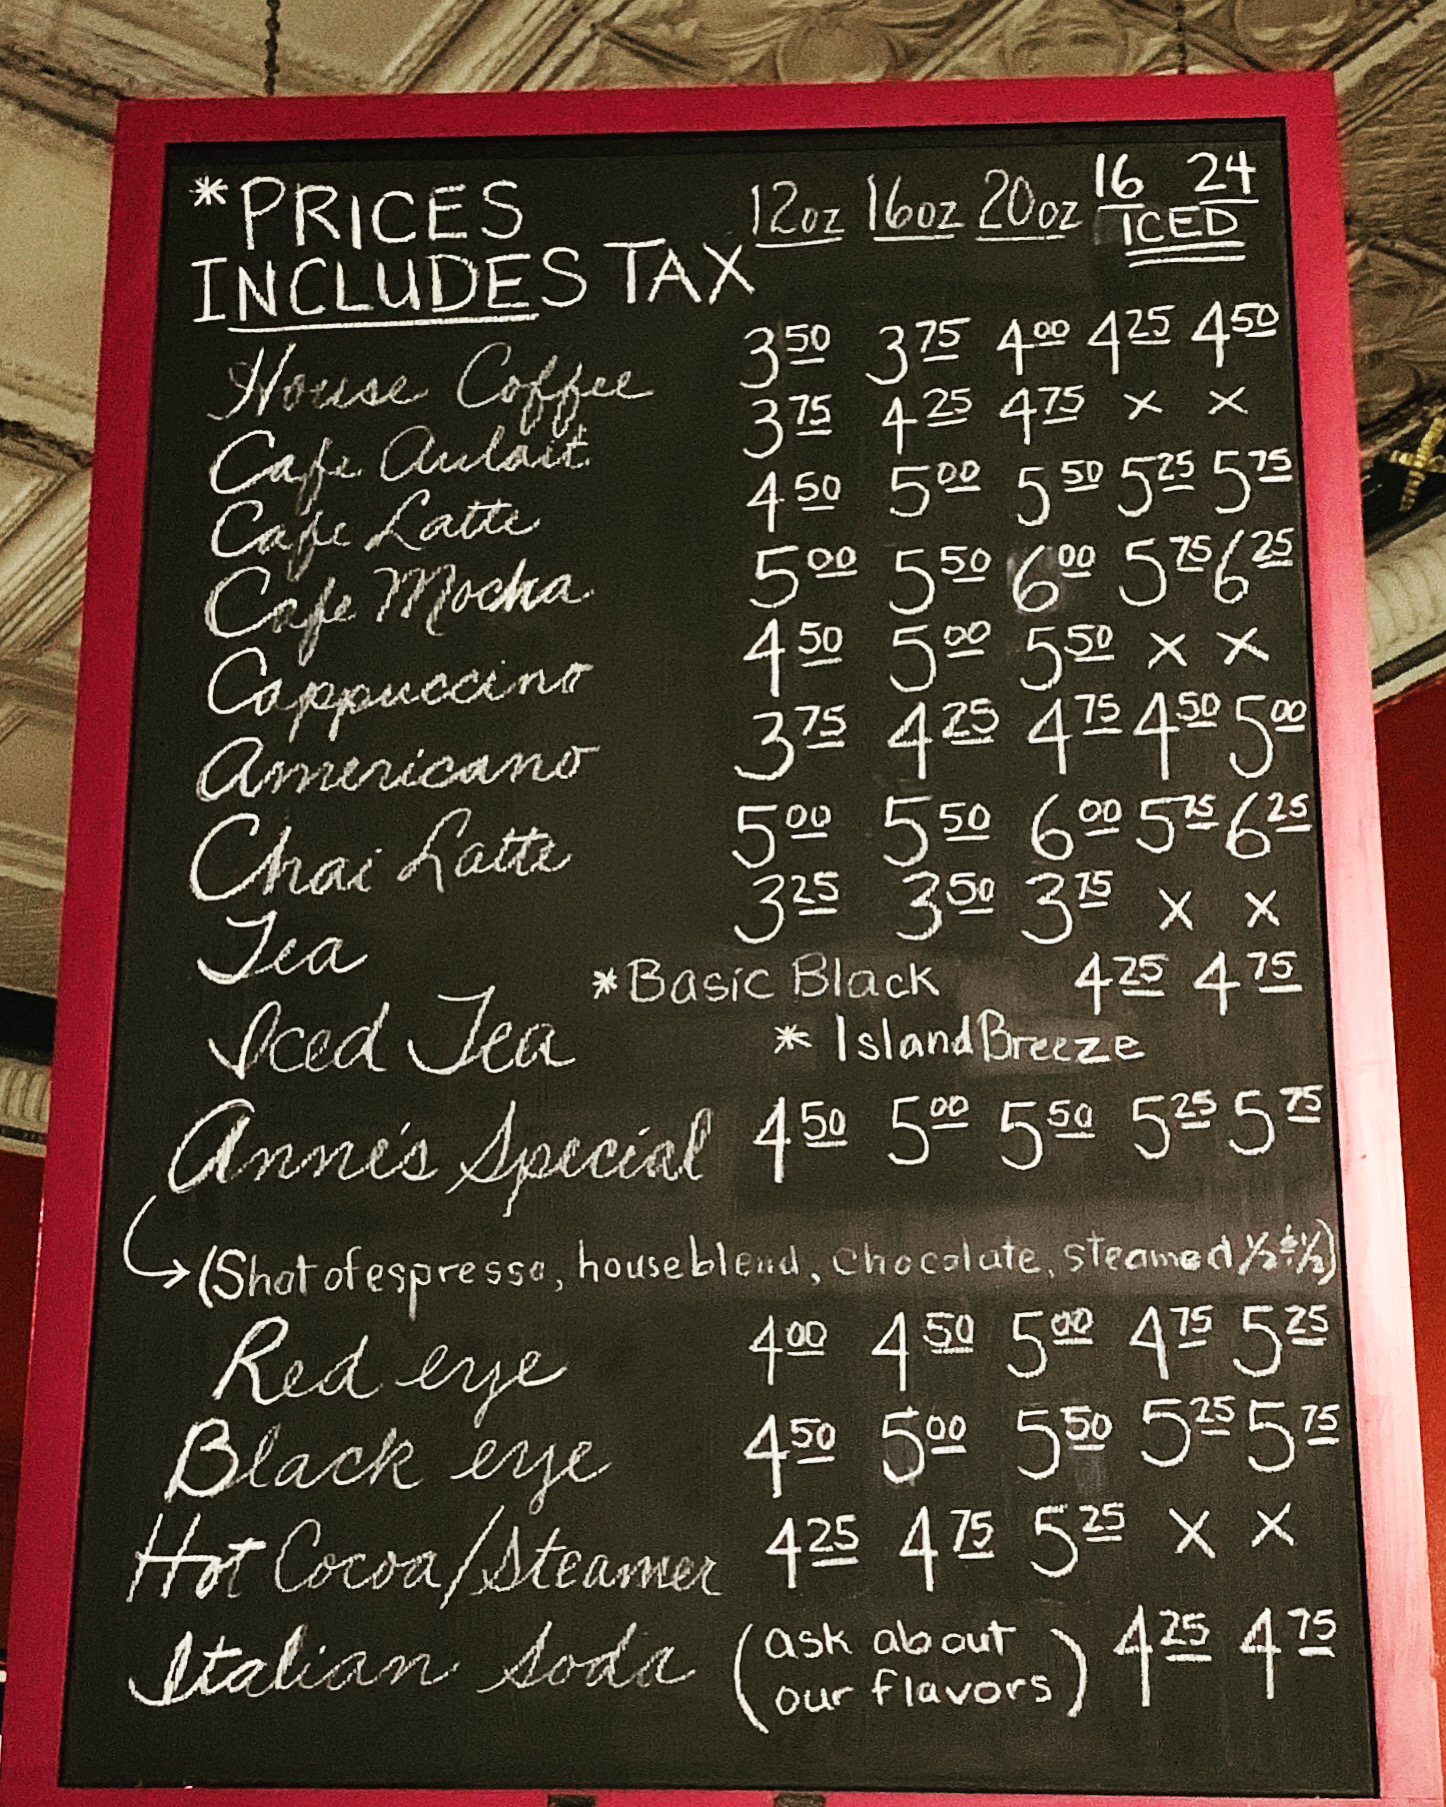 *PRICES 12oz 16oz 20oz 16 24
INCLUDES TAX ICED
House Coffee 3.50 3.75 4.00 4.25 4.50
Cafe Aulait 3.75 4.25 4.75 x x
Cafe Latte 4.50 5.00 5.50 5.25 5.75
Cafe Mocha 5.00 5.50 6.00 5.75 6.25
Cappuccino 4.50 5.00 5.50 x x
Americano 3.75 4.25 4.75 4.50 5.00
Chai Latte 5.00 5.50 6.00 5.75 6.25
Tea 3.25 3.50 3.75 x x
Iced Tea *Basic Black 4.25 4.75
* Island Breeze
Anne's Special 4.50 5.00 5.50 5.25 5.75
→ (Shot of espresso, house blend, chocolate, steamed ½ & ½)
Red eye 4.00 4.50 5.00 4.75 5.25
Black eye 4.50 5.00 5.50 5.25 5.75
Hot Cocoa/Steamer 4.25 4.75 5.25 x x
Italian Soda (ask about our flavors) 4.25 4.75